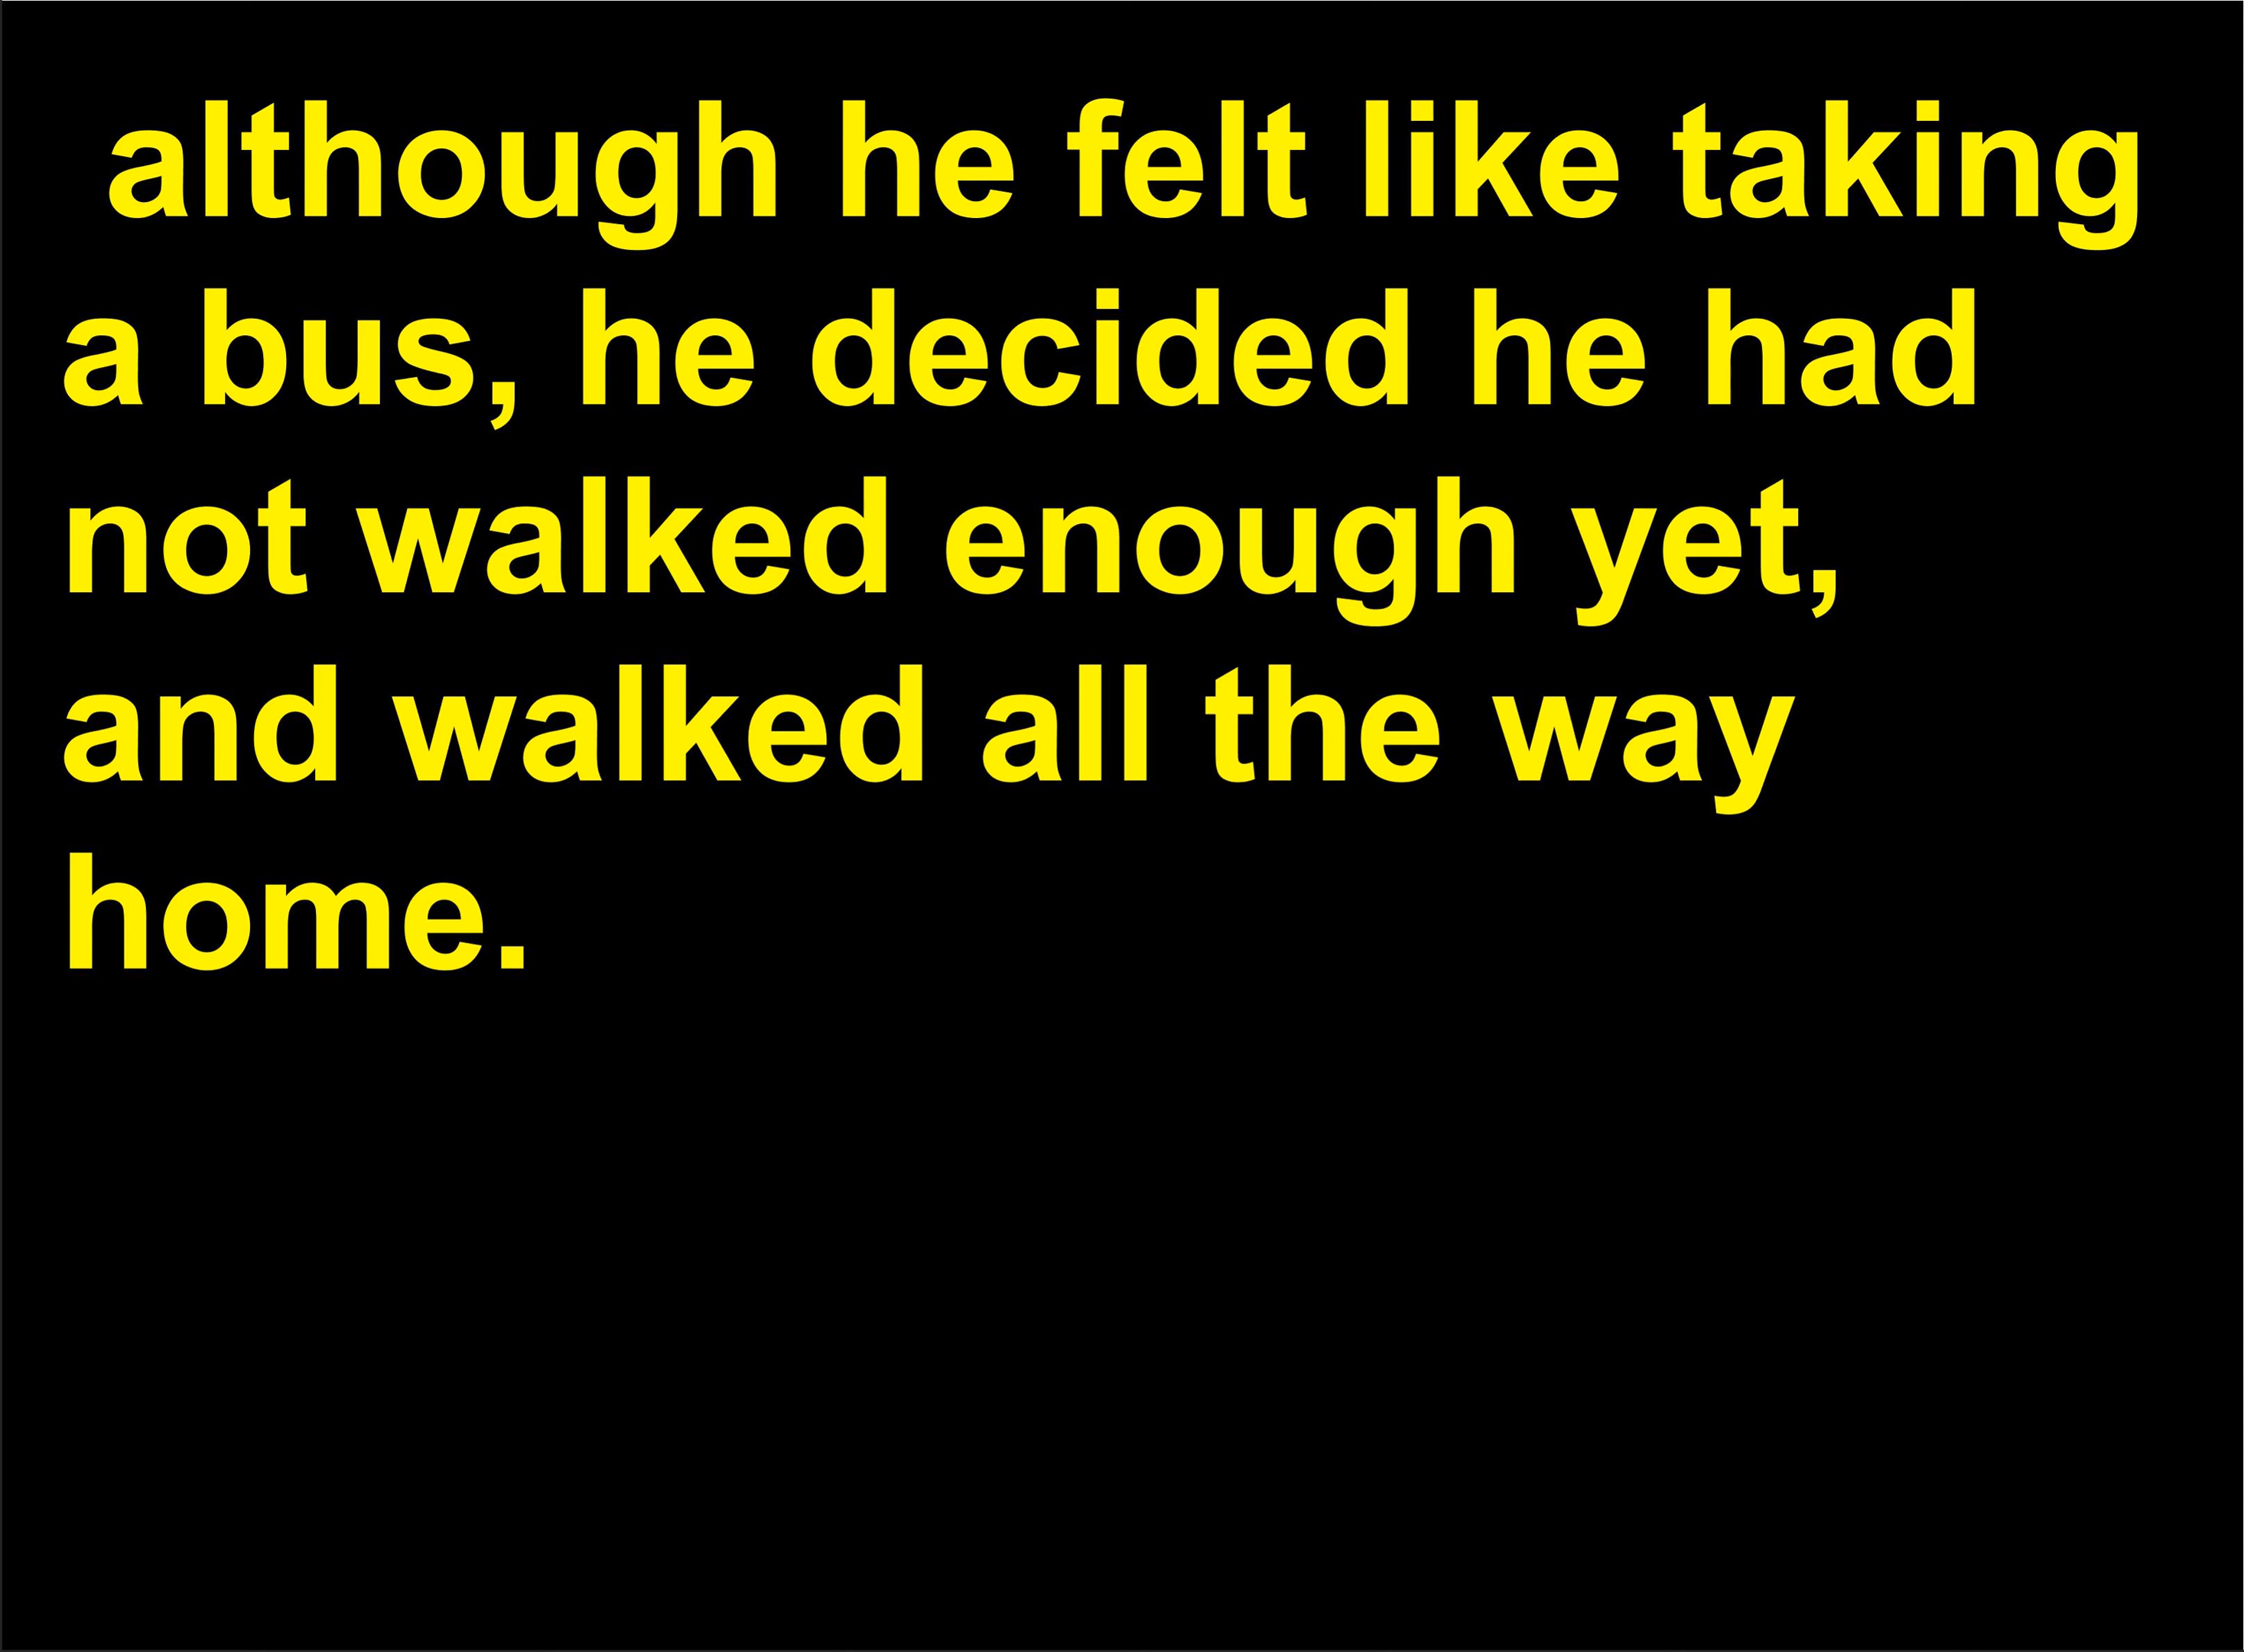 although he felt like taking
a bus, he decided he had
not walked enough yet,
and walked all the way
home.